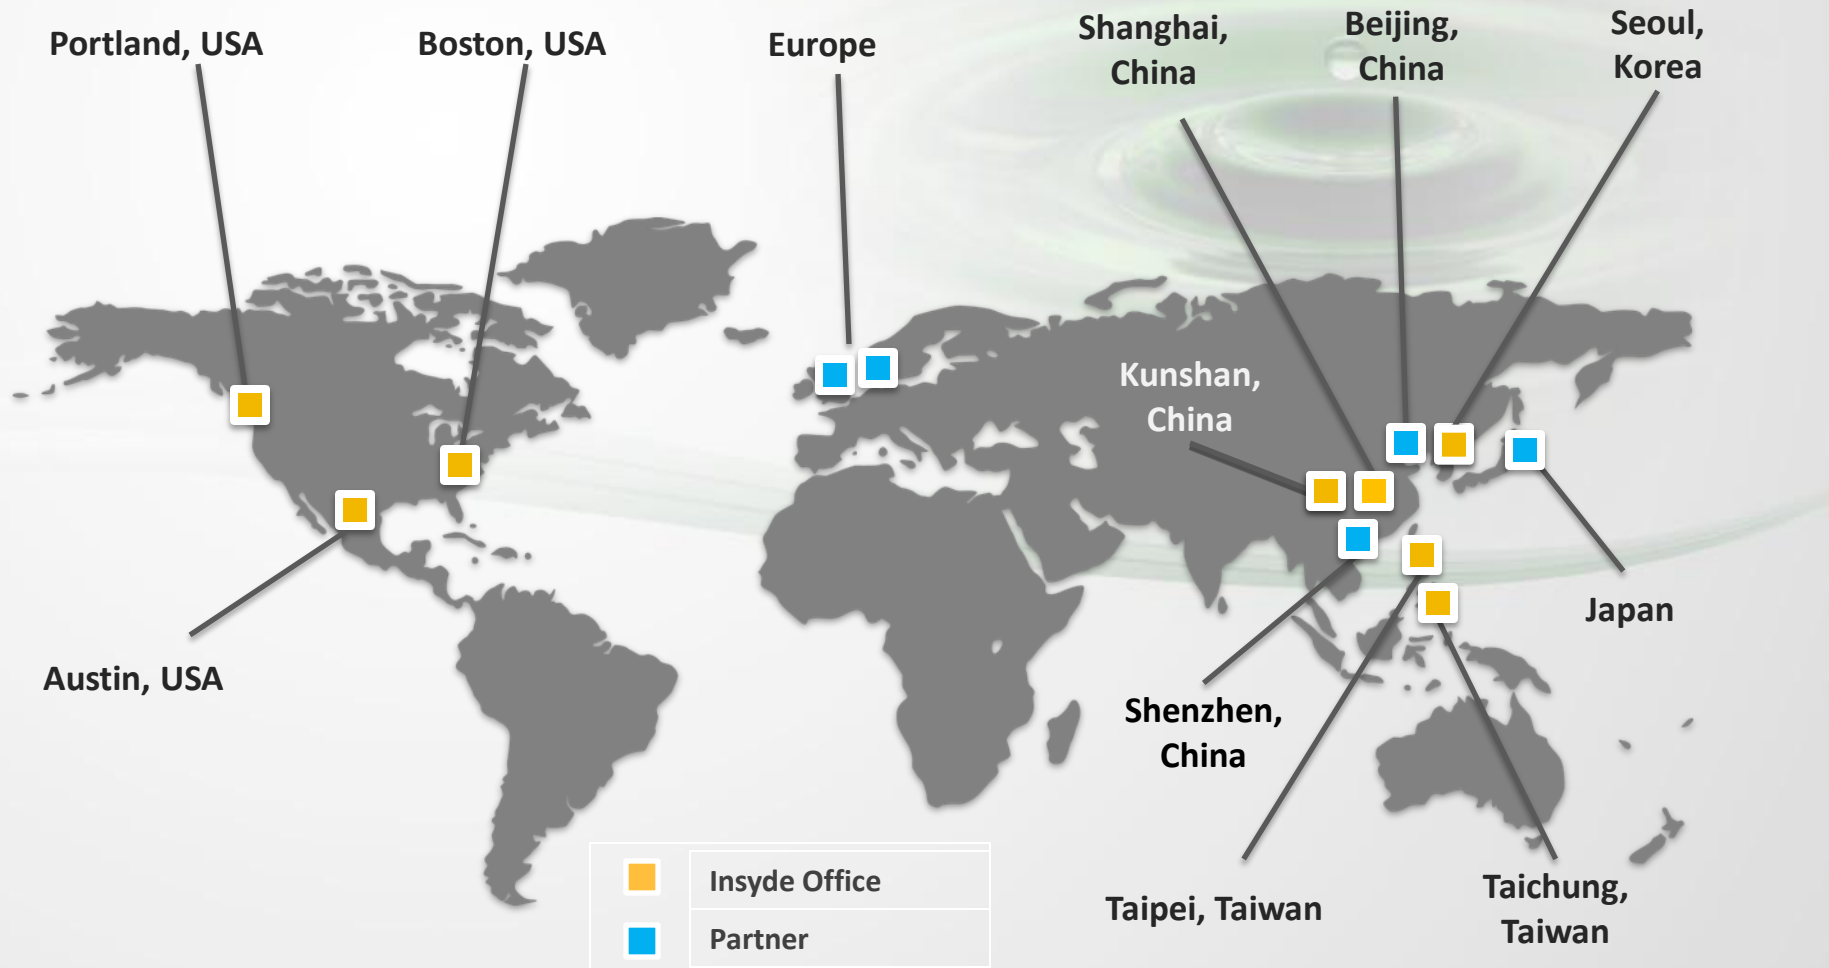 Portland, USA
Boston, USA
Europe
Shanghai,
China
Beijing,
China
Seoul,
Korea
Kunshan,
China
Japan
Austin, USA
Shenzhen,
China
Taipei, Taiwan
Taichung,
Taiwan
Insyde Office
Partner